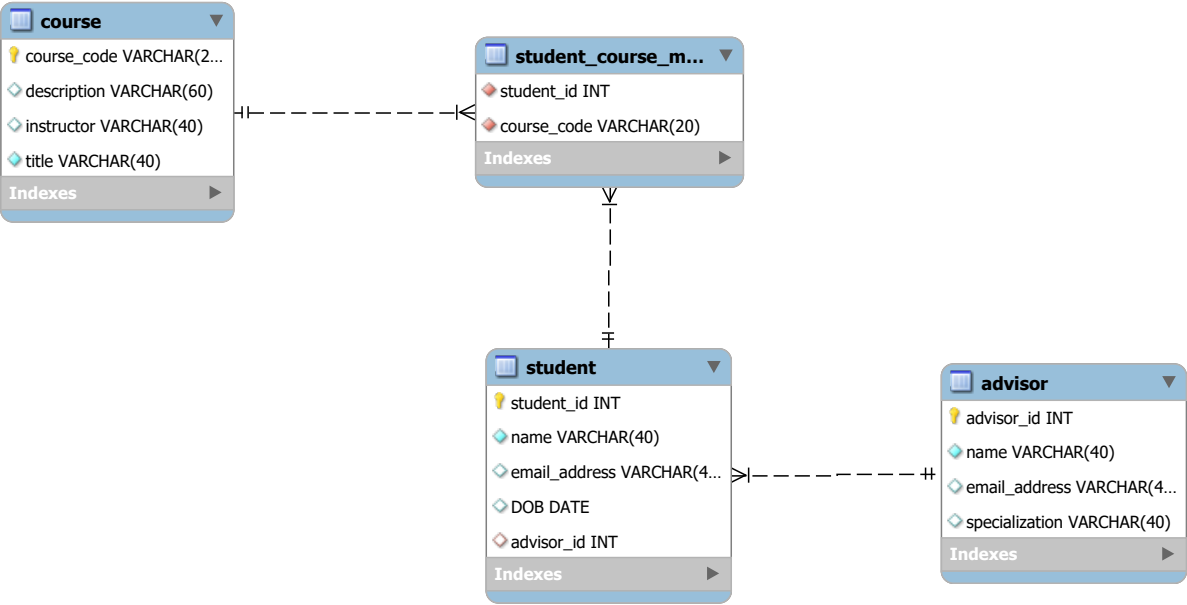 course
course_code VARCHAR(2...
description VARCHAR(60)
instructor VARCHAR(40)
title VARCHAR(40)
Indexes
student_course_m...
student_id INT
course_code VARCHAR(20)
Indexes
student
student_id INT
name VARCHAR(40)
email_address VARCHAR(4...
DOB DATE
advisor_id INT
Indexes
advisor
advisor_id INT
name VARCHAR(40)
email_address VARCHAR(4...
specialization VARCHAR(40)
Indexes